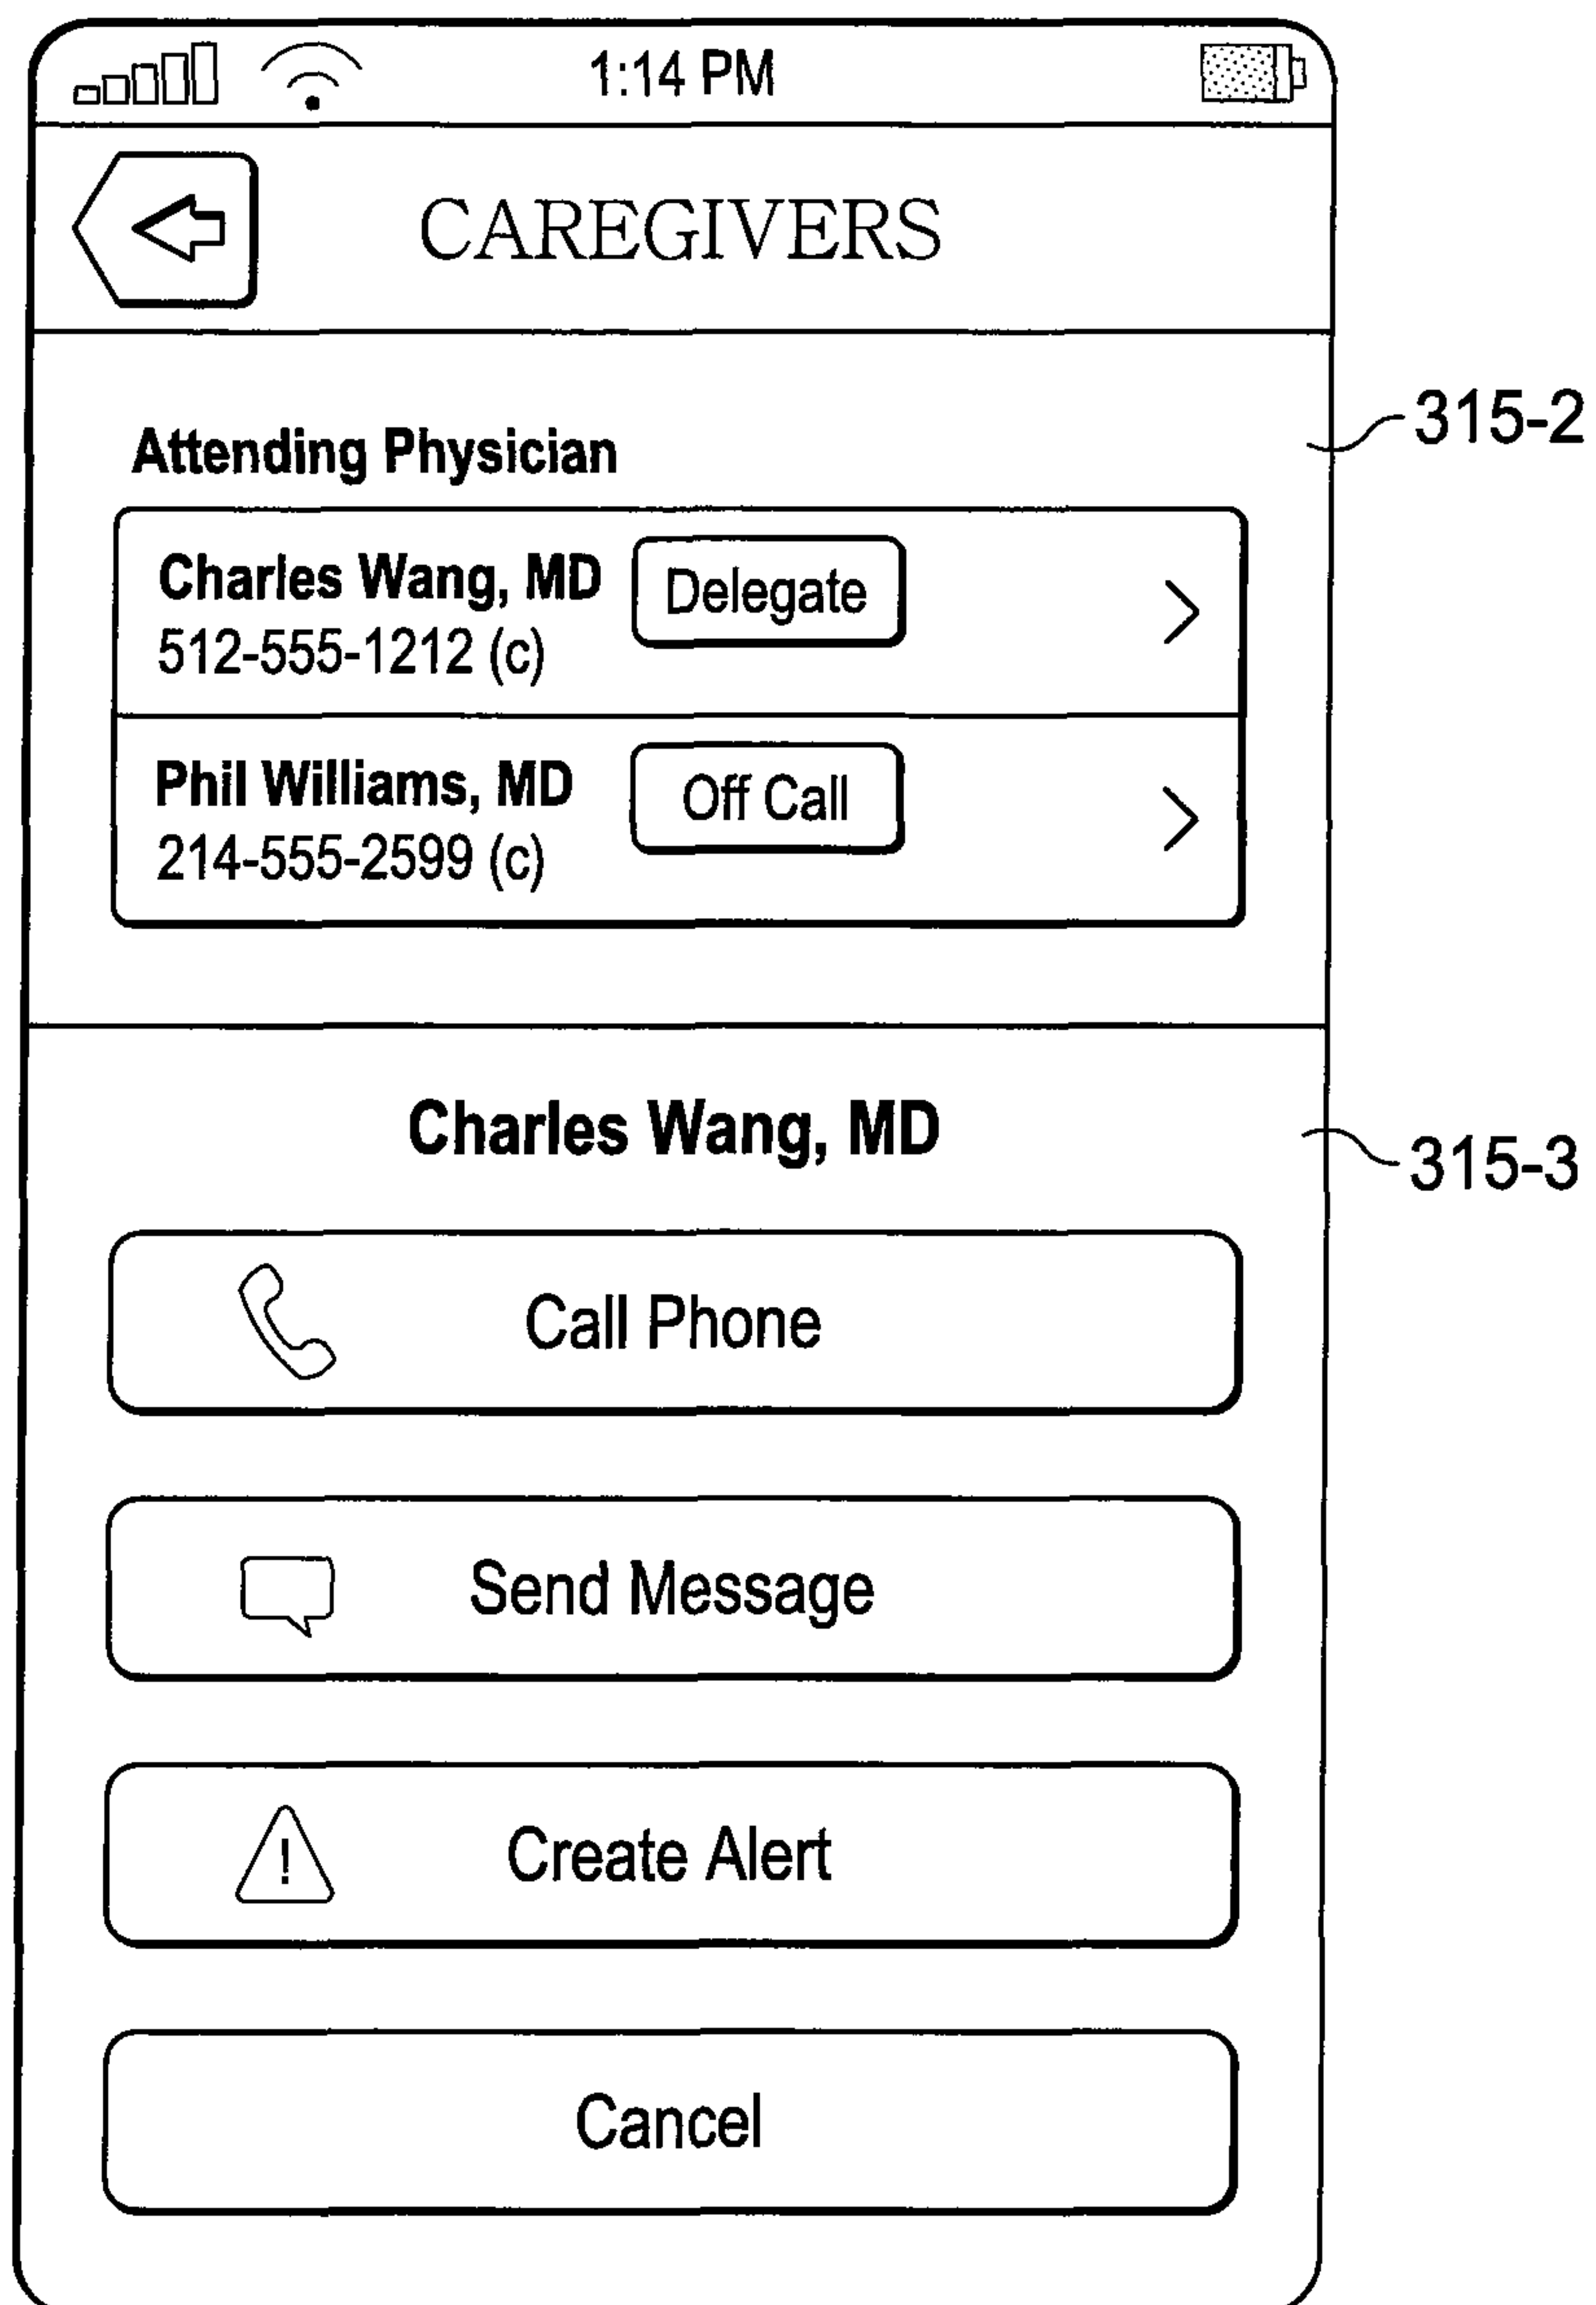 1:14 PM
CAREGIVERS
315-2
Attending Physician
Charles Wang, MD Delegate
512-555-1212 (c)
Phil Williams, MD Off Call
214-555-2599 (c)
Charles Wang, MD
315-3
Call Phone
Send Message
! Create Alert
Cancel